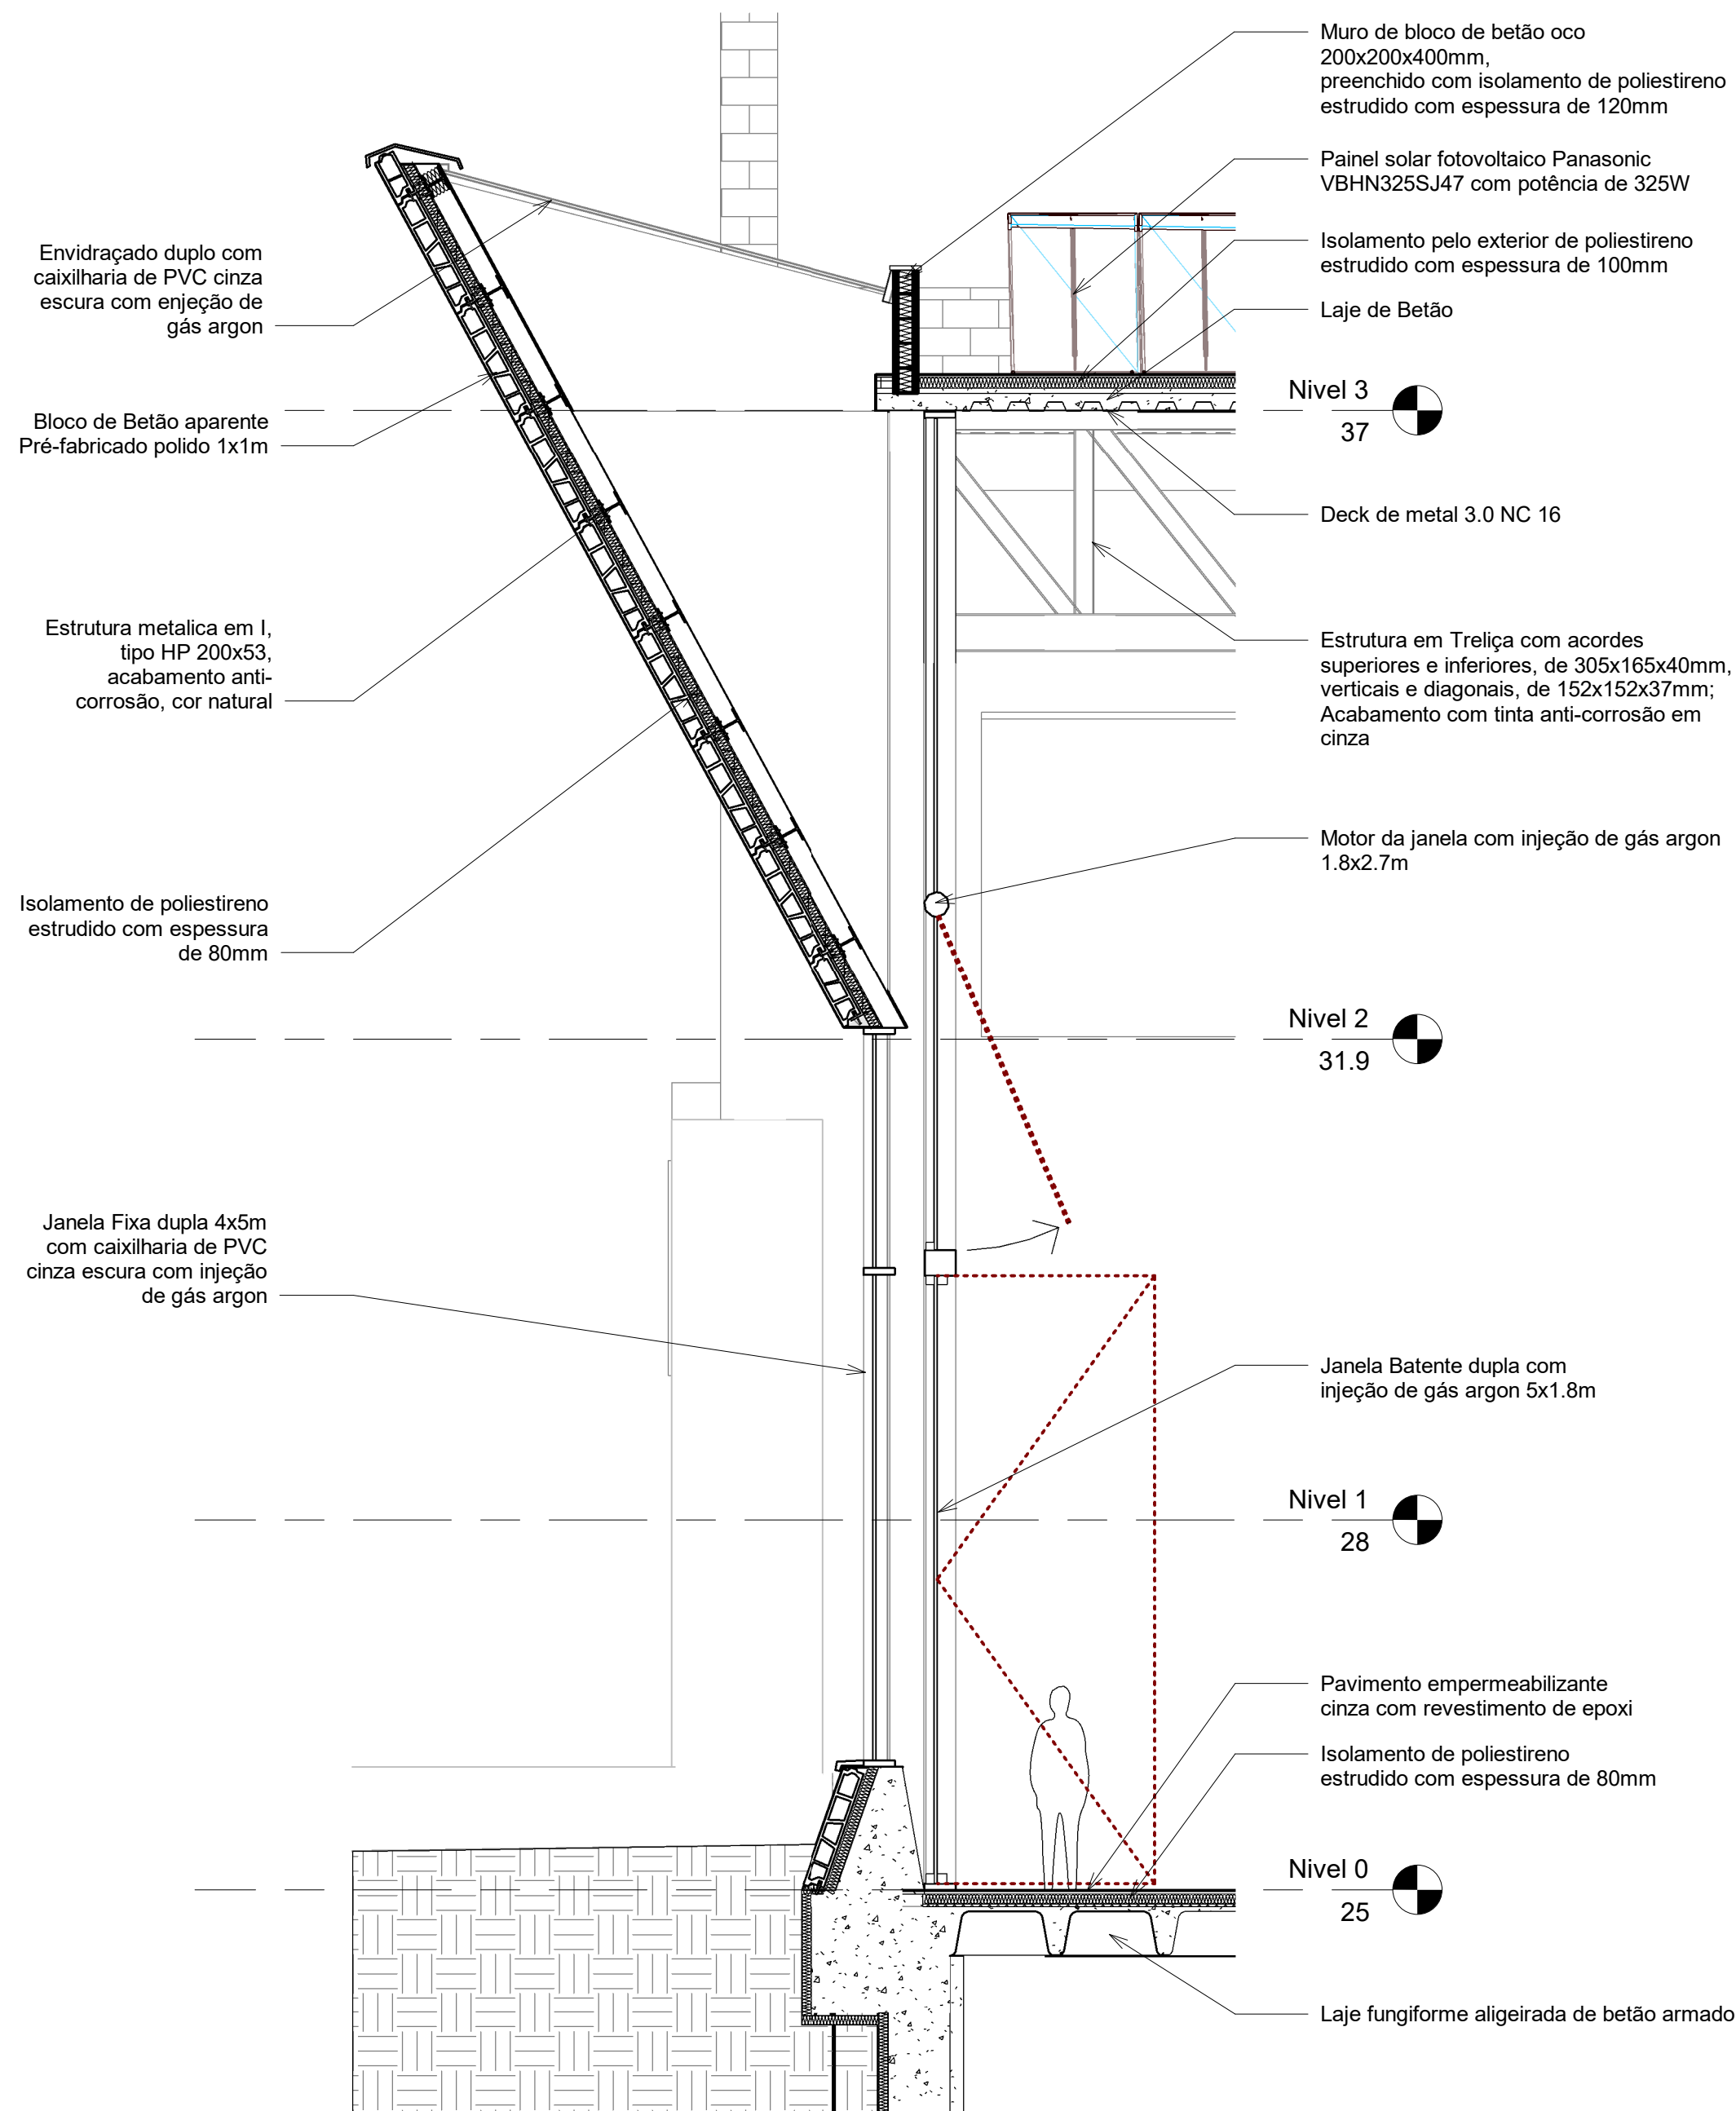 Muro de bloco de betão oco
200x200x400mm,
preenchido com isolamento de poliestireno
estrudido com espessura de 120mm
Painel solar fotovoltaico Panasonic
VBHN325SJ47 com potência de 325W
Isolamento pelo exterior de poliestireno
estrudido com espessura de 100mm
Laje de Betão
Nivel 3
37
Deck de metal 3.0 NC 16
Estrutura em Treliça com acordes
superiores e inferiores, de 305x165x40mm,
verticais e diagonais, de 152x152x37mm;
Acabamento com tinta anti-corrosão em
cinza
Motor da janela com injeção de gás argon
1.8x2.7m
Nivel 2
31.9
Janela Batente dupla com
injeção de gás argon 5x1.8m
Nivel 1
28
Pavimento empermeabilizante
cinza com revestimento de epoxi
Isolamento de poliestireno
estrudido com espessura de 80mm
Nivel 0
25
Laje fungiforme aligeirada de betão armado
Envidraçado duplo com
caixilharia de PVC cinza
escura com enjeção de
gás argon
Bloco de Betão aparente
Pré-fabricado polido 1x1m
Estrutura metalica em I,
tipo HP 200x53,
acabamento anti-
corrosão, cor natural
Isolamento de poliestireno
estrudido com espessura
de 80mm
Janela Fixa dupla 4x5m
com caixilharia de PVC
cinza escura com injeção
de gás argon